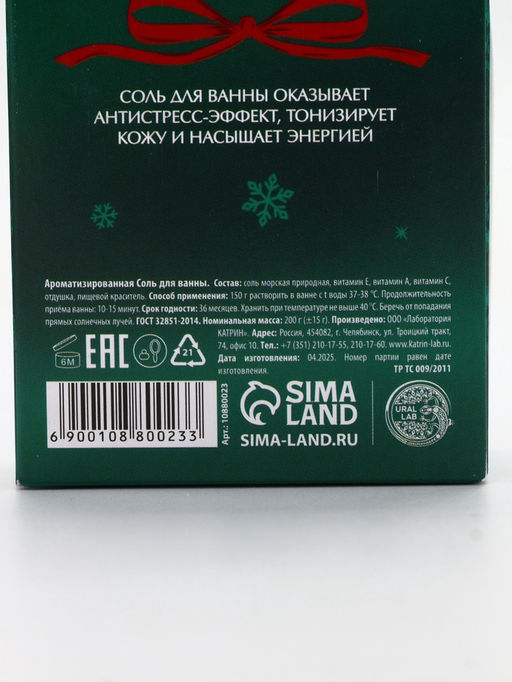 СОЛЬ ДЛЯ ВАННЫ ОКАЗЫВАЕТ
АНТИСТРЕСС-ЭФФЕКТ, ТОНИЗИРУЕТ
КОЖУ И НАСЫЩАЕТ ЭНЕРГИЕЙ
Ароматизированная Соль для ванны. Состав: соль морская природная, витамин Е, витамин А, витамин С,
отдушка, пищевой краситель. Способ применения: 150 г растворить в ванне с t воды 37-38 °С. Продолжительность
приёма ванны: 10-15 минут. Срок годности: 36 месяцев. Хранить при температуре не выше 40 °С. Беречь от попадания
прямых солнечных лучей. ГОСТ 32851-2014. Номинальная масса: 200 г (±15 г). Произведено: ООО «Лаборатория
КАТРИН». Адрес: Россия, 454082, г. Челябинск, ул. Троицкий тракт,
74, офис 10. Тел.: +7 (351) 210-17-55, 210-17-60. www.katrin-lab.ru.
Дата изготовления: 04.2025. Номер партии равен дате
изготовления. ТР ТС 009/2011
6М
ЕАС
21
6 900108 800233
Арт.: 10880023
SIMA
LAND
SIMA-LAND.RU
URAL
LAB